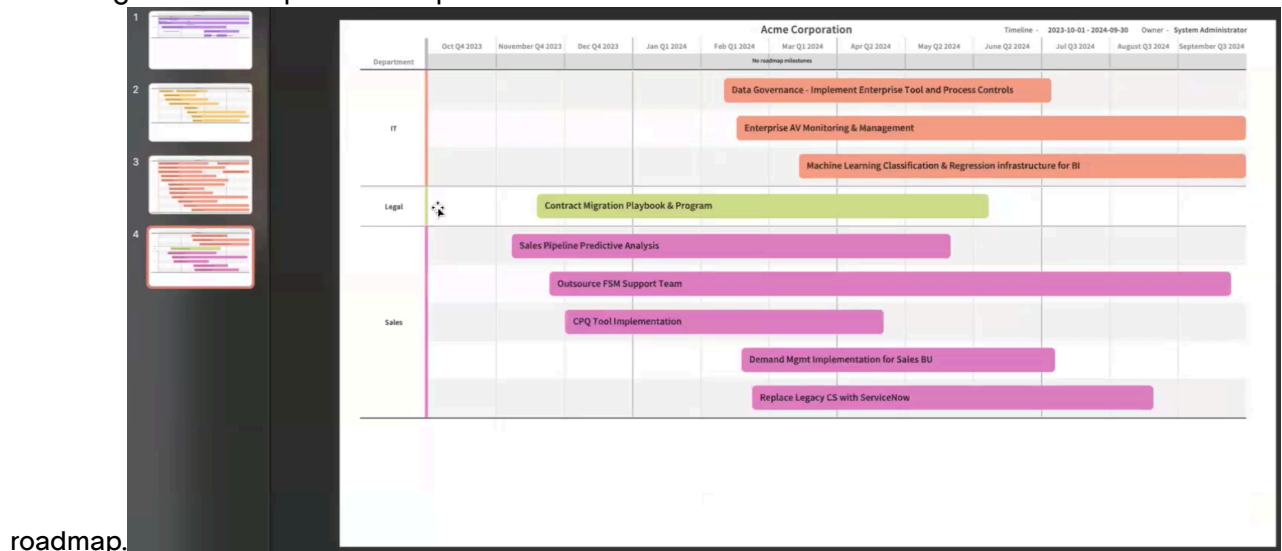 1
2
3
4
Acme Corporation
Timeline - 2023-10-01 - 2024-09-30 Owner - System Administrator
Oct Q4 2023 November Q4 2023 Dec Q4 2023 Jan Q1 2024 Feb Q1 2024 Mar Q1 2024 Apr Q2 2024 May Q2 2024 June Q2 2024 Jul Q3 2024 August Q3 2024 September Q3 2024
Department
No roadmap milestones
Data Governance - Implement Enterprise Tool and Process Controls
IT
Enterprise AV Monitoring & Management
Machine Learning Classification & Regression infrastructure for BI
Legal
Contract Migration Playbook & Program
Sales Pipeline Predictive Analysis
Outsource FSM Support Team
Sales
CPQ Tool Implementation
Demand Mgmt Implementation for Sales BU
Replace Legacy CS with ServiceNow
roadmap.